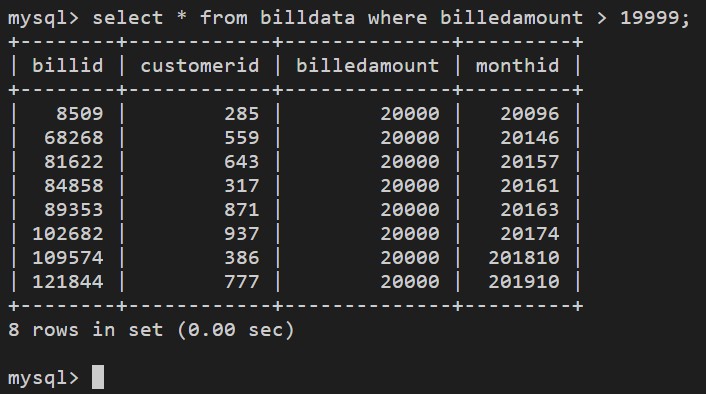 mysql> select * from billdata where billedamount > 19999;
+--------+------------+--------------+---------+
| billid | customerid | billedamount | monthid |
+--------+------------+--------------+---------+
|   8509 |        285 |        20000 |   20096 |
|  68268 |        559 |        20000 |   20146 |
|  81622 |        643 |        20000 |   20157 |
|  84858 |        317 |        20000 |   20161 |
|  89353 |        871 |        20000 |   20163 |
| 102682 |        937 |        20000 |   20174 |
| 109574 |        386 |        20000 |  201810 |
| 121844 |        777 |        20000 |  201910 |
+--------+------------+--------------+---------+
8 rows in set (0.00 sec)
mysql>